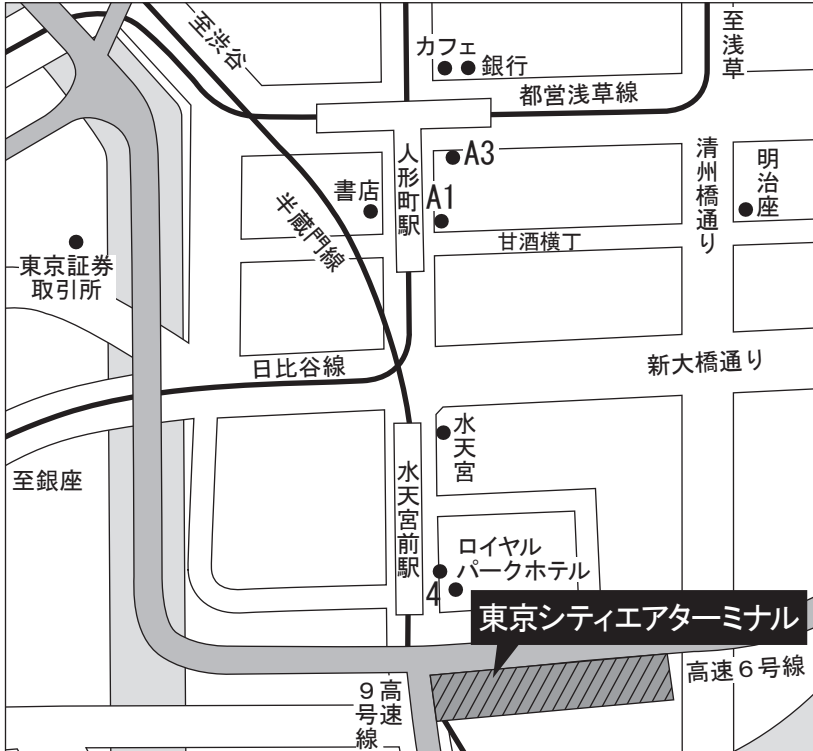 至渋谷
カフェ
銀行
至浅草
都営浅草線
人形町駅
A3
A1
書店
清州橋通り
明治座
半蔵門線
甘酒横丁
東京証券
取引所
日比谷線
新大橋通り
水天宮
至銀座
水天宮前駅
ロイヤル
パークホテル
4
東京シティエアターミナル
高速6号線
高速
9号線